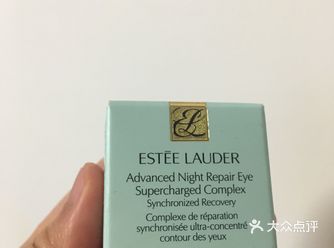 EL
ESTĒE LAUDER
Advanced Night Repair Eye
Supercharged Complex
Synchronized Recovery
Complexe de réparation
synchronisée ultra-concentré
contour des yeux
大众点评